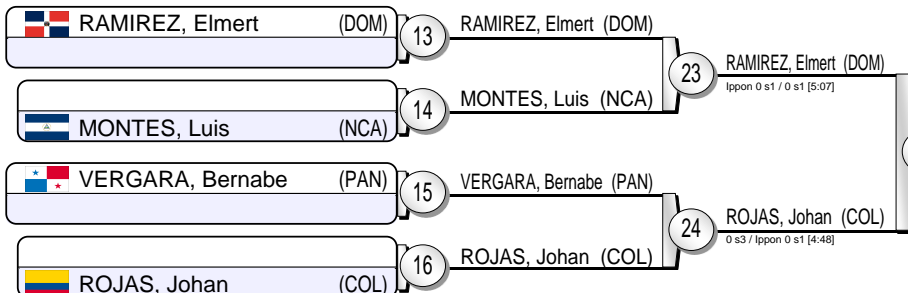 RAMIREZ, Elmert (DOM)
13
RAMIREZ, Elmert (DOM)
23
RAMIREZ, Elmert (DOM)
Ippon 0 s1 / 0 s1 [5:07]
MONTES, Luis (NCA)
14
MONTES, Luis (NCA)
VERGARA, Bernabe (PAN)
15
VERGARA, Bernabe (PAN)
24
ROJAS, Johan (COL)
0 s3 / Ippon 0 s1 [4:48]
ROJAS, Johan (COL)
16
ROJAS, Johan (COL)